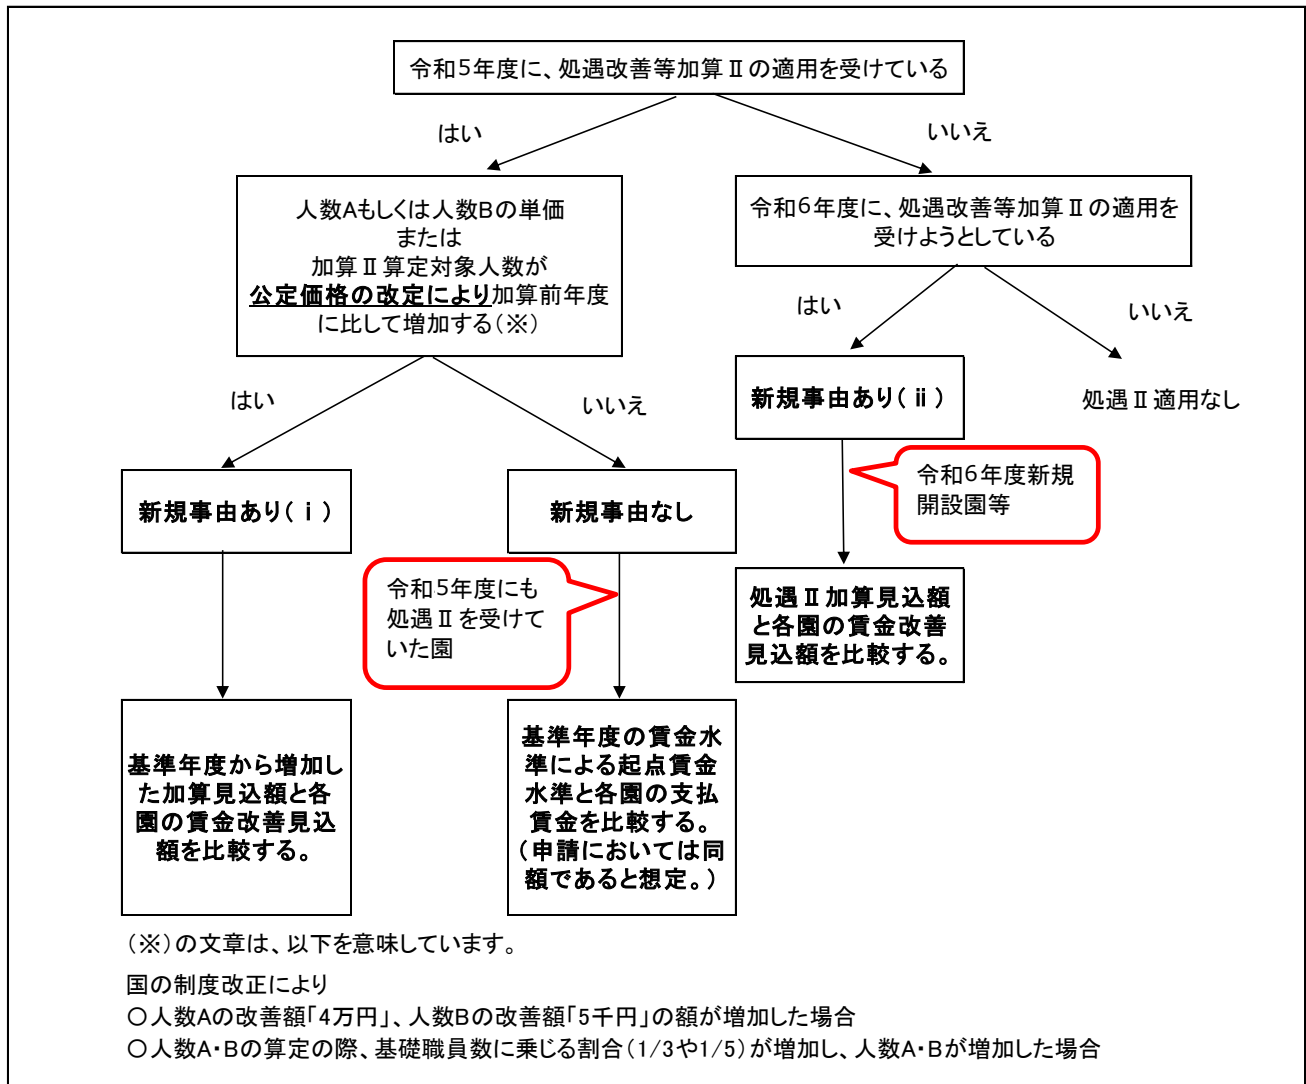 令和5年度に、処遇改善等加算Ⅱの適用を受けている
はい
いいえ
人数Aもしくは人数Bの単価
または
加算Ⅱ算定対象人数が
公定価格の改定により加算前年度
に比して増加する(※)
令和6年度に、処遇改善等加算Ⅱの適用を
受けようとしている
はい
いいえ
はい
いいえ
新規事由あり(ⅱ)
処遇Ⅱ適用なし
新規事由あり(ⅰ)
新規事由なし
令和6年度新規
開設園等
令和5年度にも
処遇Ⅱを受けて
いた園
処遇Ⅱ加算見込額
と各園の賃金改善
見込額を比較する。
基準年度から増加し
た加算見込額と各
園の賃金改善見込
額を比較する。
基準年度の賃金水
準による起点賃金
水準と各園の支払
賃金を比較する。
(申請においては同
額であると想定。)
(※)の文章は、以下を意味しています。
国の制度改正により
○人数Aの改善額「4万円」、人数Bの改善額「5千円」の額が増加した場合
○人数A・Bの算定の際、基礎職員数に乗じる割合(1/3や1/5)が増加し、人数A・Bが増加した場合